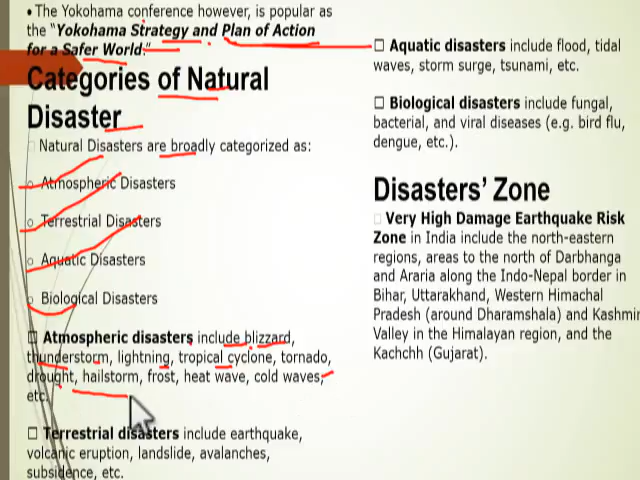 •The Yokohama conference however, is popular as
the "Yokohama Strategy and Plan of Action
for a Safer World."
Categories of Natural
Disaster
Natural Disasters are broadly categorized as:
Atmospheric Disasters
Terrestrial Disasters
Aquatic Disasters
Biological Disasters
Atmospheric disasters include blizzard,
thunderstorm, lightning, tropical cyclone, tornado,
drought, hailstorm, frost, heat wave, cold waves,
etc.
Terrestrial disasters include earthquake,
volcanic eruption, landslide, avalanches,
subsidence, etc.
Aquatic disasters include flood, tidal
waves, storm surge, tsunami, etc.
Biological disasters include fungal,
bacterial, and viral diseases (e.g. bird flu,
dengue, etc.).
Disasters' Zone
Very High Damage Earthquake Risk
Zone in India include the north-eastern
regions, areas to the north of Darbhanga
and Araria along the Indo-Nepal border in
Bihar, Uttarakhand, Western Himachal
Pradesh (around Dharamshala) and Kashmir
Valley in the Himalayan region, and the
Kachchh (Gujarat).